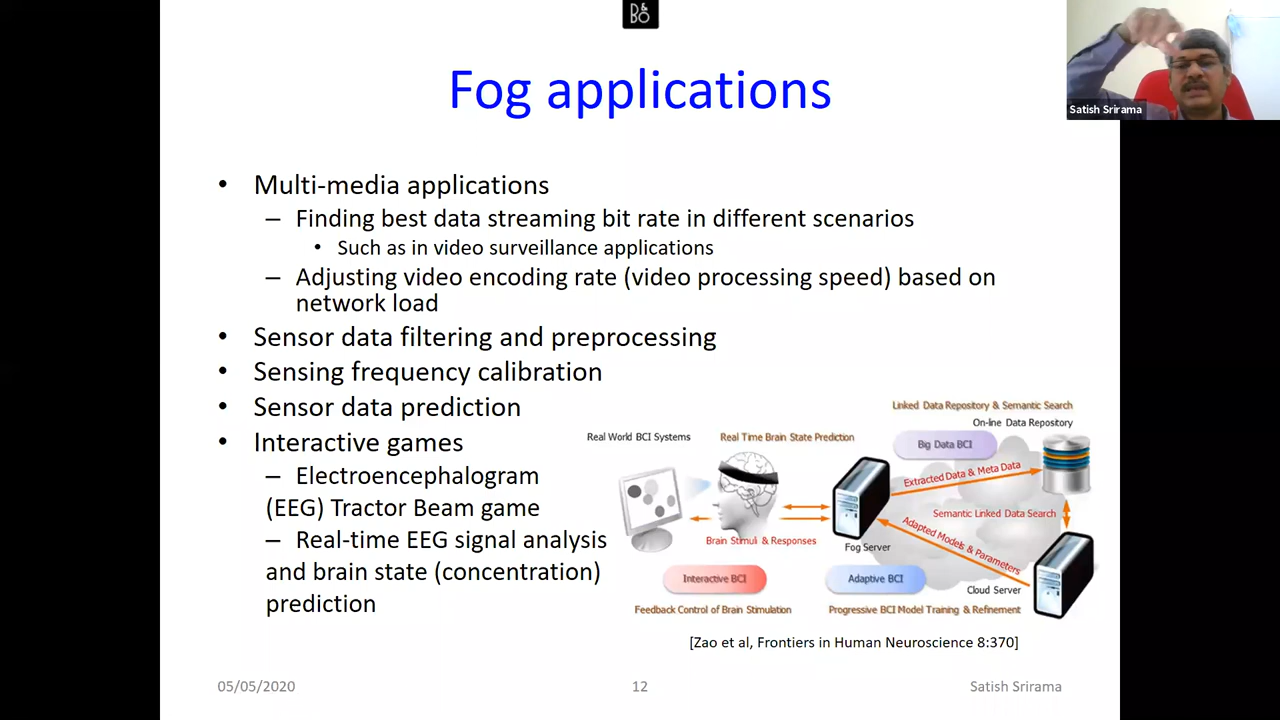 B&O
Satish Srirama
Fog applications
• Multi-media applications
– Finding best data streaming bit rate in different scenarios
• Such as in video surveillance applications
– Adjusting video encoding rate (video processing speed) based on
network load
• Sensor data filtering and preprocessing
• Sensing frequency calibration
• Sensor data prediction
• Interactive games
– Electroencephalogram
(EEG) Tractor Beam game
– Real-time EEG signal analysis
and brain state (concentration)
prediction
Linked Data Repository & Semantic Search
On-line Data Repository
Real World BCI Systems
Real Time Brain State Prediction
Big Data BCI
Extracted Data & Meta Data
Semantic Linked Data Search
Adapted Models & Parameters
Brain Stimuli & Responses
Fog Server
Cloud Server
Interactive BCI
Adaptive BCI
Feedback Control of Brain Stimulation
Progressive BCI Model Training & Refinement
[Zao et al, Frontiers in Human Neuroscience 8:370]
05/05/2020
12
Satish Srirama